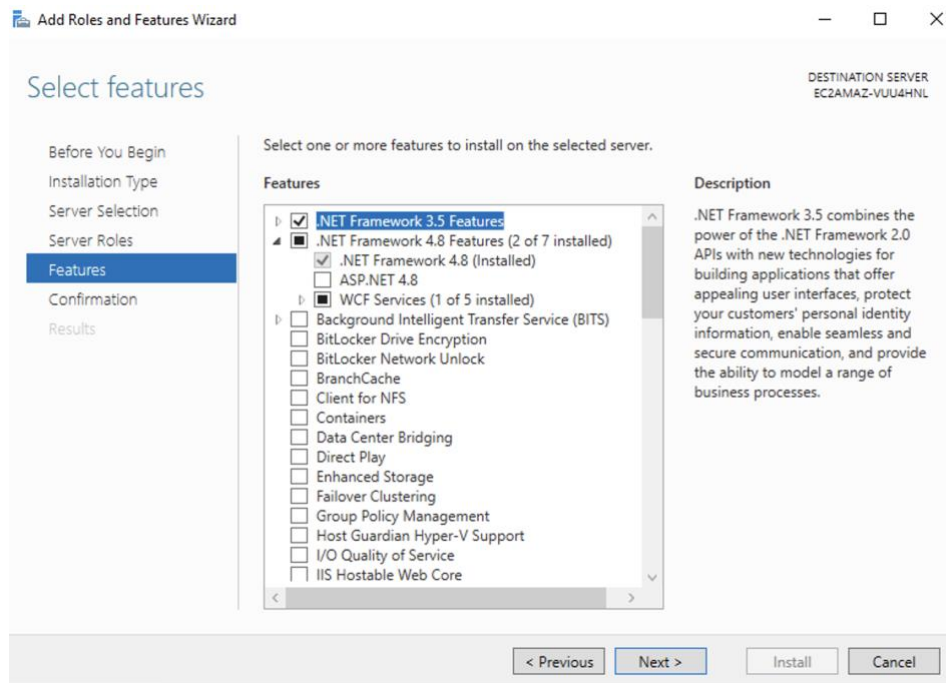 Add Roles and Features Wizard
Select features
DESTINATION SERVER
EC2AMAZ-VUU4HNL
Before You Begin
Installation Type
Server Selection
Server Roles
Features
Confirmation
Results
Select one or more features to install on the selected server.
Features
.NET Framework 3.5 Features
.NET Framework 4.8 Features (2 of 7 installed)
.NET Framework 4.8 (Installed)
ASP.NET 4.8
WCF Services (1 of 5 installed)
Background Intelligent Transfer Service (BITS)
BitLocker Drive Encryption
BitLocker Network Unlock
BranchCache
Client for NFS
Containers
Data Center Bridging
Direct Play
Enhanced Storage
Failover Clustering
Group Policy Management
Host Guardian Hyper-V Support
I/O Quality of Service
IIS Hostable Web Core
Description
.NET Framework 3.5 combines the
power of the .NET Framework 2.0
APIs with new technologies for
building applications that offer
appealing user interfaces, protect
your customers' personal identity
information, enable seamless and
secure communication, and provide
the ability to model a range of
business processes.
< Previous
Next >
Install
Cancel